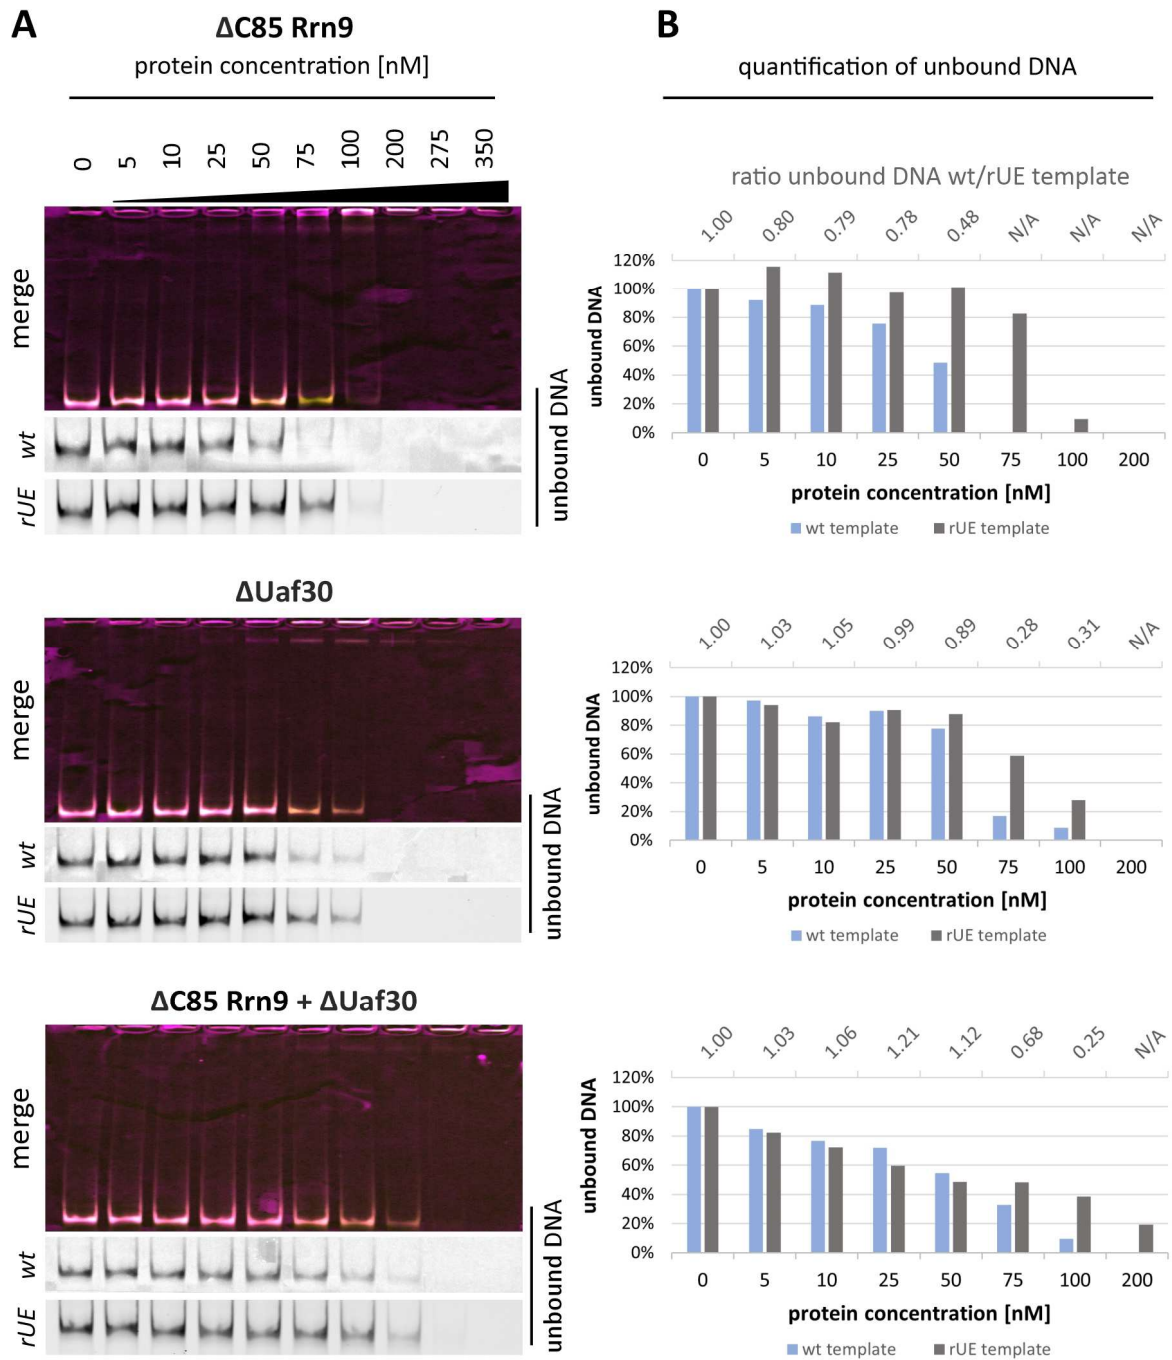 A
ΔC85 Rrn9
protein concentration [nM]
0 5 10 25 50 75 100 200 275 350
merge
wt
rUE
unbound DNA
ΔUaf30
merge
wt
rUE
unbound DNA
ΔC85 Rrn9 + ΔUaf30
merge
wt
rUE
unbound DNA
B
quantification of unbound DNA
ratio unbound DNA wt/rUE template
1.00 0.80 0.79 0.78 0.48 N/A N/A N/A
120%
100%
80%
60%
40%
20%
0%
unbound DNA
0 5 10 25 50 75 100 200
protein concentration [nM]
wt template rUE template
1.00 1.03 1.05 0.99 0.89 0.28 0.31 N/A
120%
100%
80%
60%
40%
20%
0%
unbound DNA
0 5 10 25 50 75 100 200
protein concentration [nM]
wt template rUE template
1.00 1.03 1.06 1.21 1.12 0.68 0.25 N/A
120%
100%
80%
60%
40%
20%
0%
unbound DNA
0 5 10 25 50 75 100 200
protein concentration [nM]
wt template rUE template